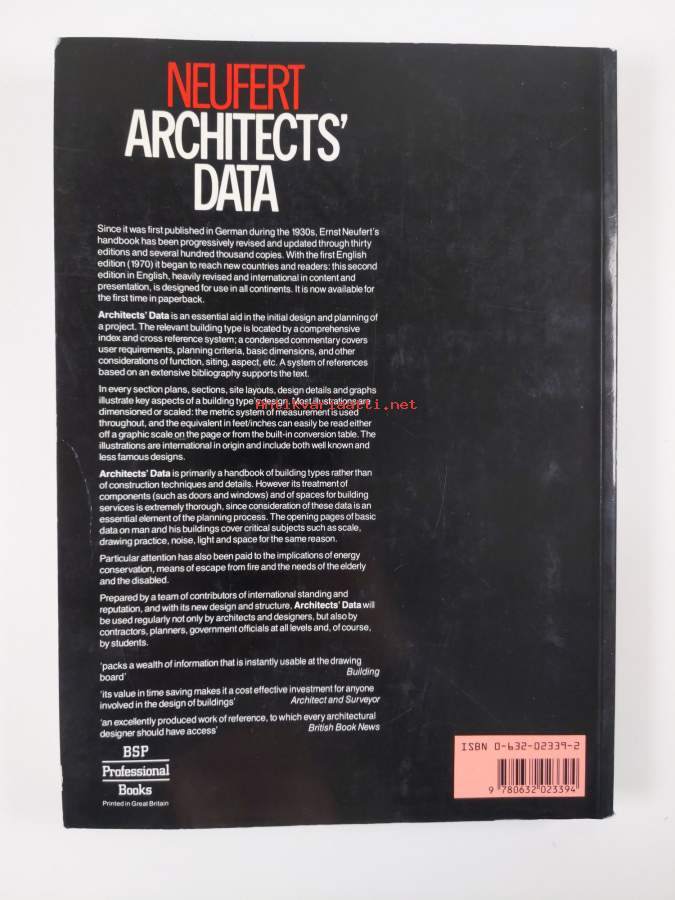 NEUFERT
ARCHITECTS'
DATA
Since it was first published in German during the 1930s, Ernst Neufert's
handbook has been progressively revised and updated through thirty
editions and several hundred thousand copies. With the first English
edition (1970) it began to reach new countries and readers: this second
edition in English, heavily revised and international in content and
presentation, is designed for use in all continents. It is now available for
the first time in paperback.
Architects' Data is an essential aid in the initial design and planning of
a project. The relevant building type is located by a comprehensive
index and cross reference system; a condensed commentary covers
user requirements, planning criteria, basic dimensions, and other
considerations of function, siting, aspect, etc. A system of references
based on an extensive bibliography supports the text.
In every section plans, sections, site layouts, design details and graphs
illustrate key aspects of a building type's design. Most illustrations are
Antikvariaatti.net
dimensioned or scaled: the metric system of measurement is used
throughout, and the equivalent in feet/inches can easily be read either
off a graphic scale on the page or from the built-in conversion table. The
illustrations are international in origin and include both well known and
less famous designs.
Architects' Data is primarily a handbook of building types rather than
of construction techniques and details. However its treatment of
components (such as doors and windows) and of spaces for building
services is extremely thorough, since consideration of these data is an
essential element of the planning process. The opening pages of basic
data on man and his buildings cover critical subjects such as scale,
drawing practice, noise, light and space for the same reason.
Particular attention has also been paid to the implications of energy
conservation, means of escape from fire and the needs of the elderly
and the disabled.
Prepared by a team of contributors of international standing and
reputation, and with its new design and structure, Architects' Data will
be used regularly not only by architects and designers, but also by
contractors, planners, government officials at all levels and, of course,
by students.
'packs a wealth of information that is instantly usable at the drawing
board' Building
'its value in time saving makes it a cost effective investment for anyone
involved in the design of buildings' Architect and Surveyor
'an excellently produced work of reference, to which every architectural
designer should have access' British Book News
BSP
Professional
Books
Printed in Great Britain
ISBN 0-632-02339-2
9 780632 023394